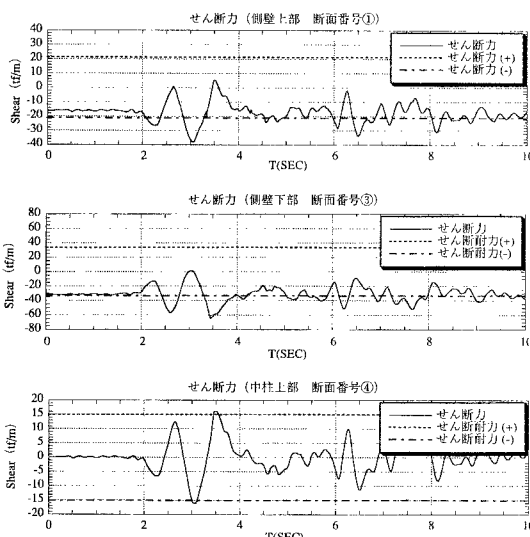 せん断力 (側壁上部 断面番号①)
40
30
20
10
0
-10
-20
-30
-40
Shear (tf/m)
せん断力
せん断力 (+)
せん断力 (-)
0
2
4
6
8
10
T(SEC)
せん断力 (側壁下部 断面番号③)
80
60
40
20
0
-20
-40
-60
-80
Shear (tf/m)
せん断力
せん断耐力(+)
せん断耐力(-)
0
2
4
6
8
10
T(SEC)
せん断力 (中柱上部 断面番号④)
20
15
10
5
0
-5
-10
-15
-20
Shear (tf/m)
せん断力
せん断耐力 (+)
せん断耐力 (-)
0
2
4
6
8
10
T(SEC)